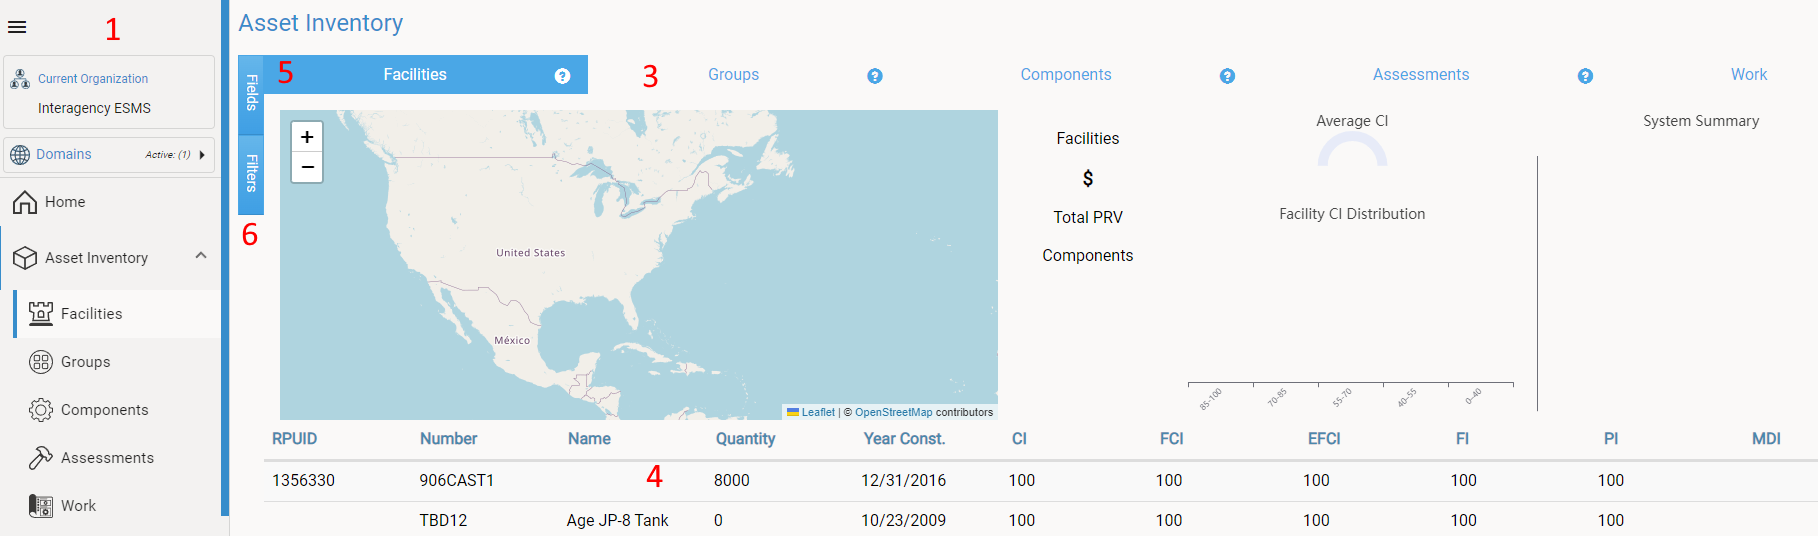 1
Asset Inventory
Current Organization
Interagency ESMS
Domains Active: (1)
Home
Asset Inventory
Facilities
Groups
Components
Assessments
Work
Fields
Filters
5
Facilities ?
3
Groups ?
Components ?
Assessments ?
Work
6
+
−
United States
México
Leaflet | © OpenStreetMap contributors
Facilities
$
Total PRV
Components
Average CI
Facility CI Distribution
85-100 70-85 55-70 40-55 0-40
System Summary
RPUID Number Name Quantity Year Const. CI FCI EFCI FI PI MDI
4
1356330 906CAST1 8000 12/31/2016 100 100 100 100 100
TBD12 Age JP-8 Tank 0 10/23/2009 100 100 100 100 100